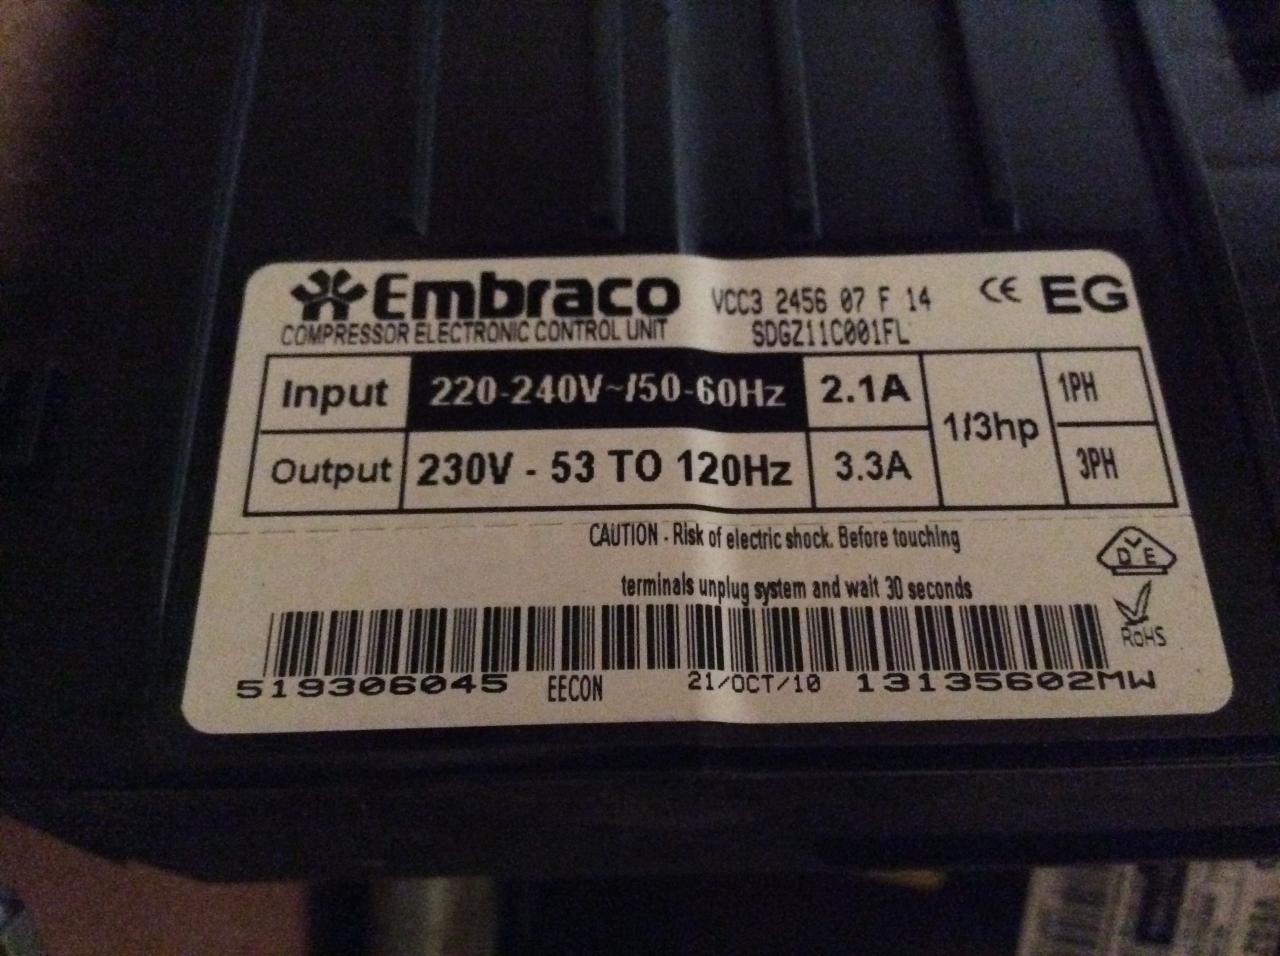 Embraco VCC3 2456 07 F 14 CE EG
COMPRESSOR ELECTRONIC CONTROL UNIT SDGZ11C001FL
Input 220-240V~/50-60Hz 2.1A 1/3hp 1PH
Output 230V - 53 TO 120Hz 3.3A 3PH
CAUTION - Risk of electric shock. Before touching
terminals unplug system and wait 30 seconds
DVE
RoHS
519306045 EECON 21/OCT/10 13135602MW